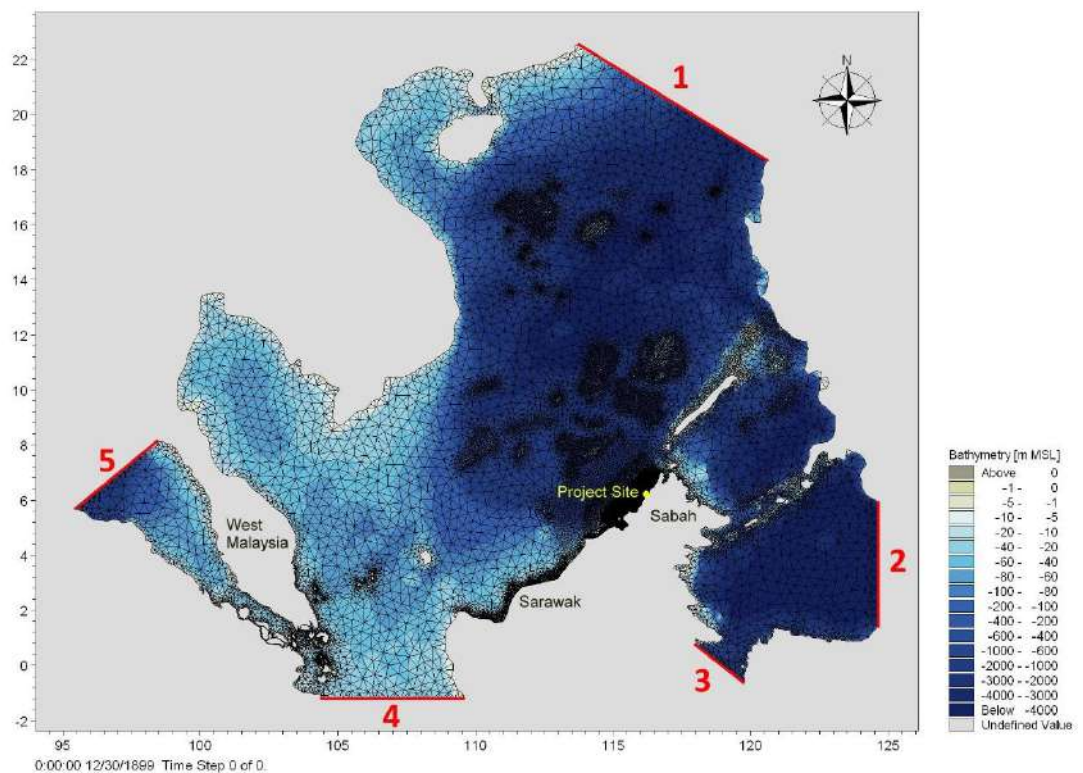 N
1
22
20
18
16
14
12
10
8
6
4
2
0
-2
5
West
Malaysia
Project Site
Sabah
Sarawak
2
3
4
95
100
105
110
115
120
125
0:00:00 12/30/1899 Time Step 0 of 0.
Bathymetry [m MSL]
Above 0
-1 - 0
-5 - -1
-10 - -5
-20 - -10
-40 - -20
-60 - -40
-80 - -60
-100 - -80
-200 - -100
-400 - -200
-600 - -400
-1000 - -600
-2000 - -1000
-3000 - -2000
-4000 - -3000
Below -4000
Undefined Value